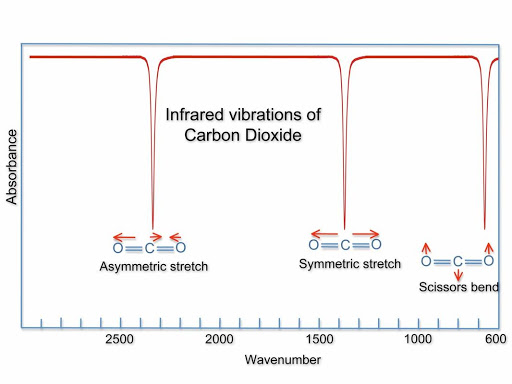 Infrared vibrations of
Carbon Dioxide
Absorbance
O=C=O
Asymmetric stretch
O=C=O
Symmetric stretch
O=C=O
Scissors bend
2500 2000 1500 1000 600
Wavenumber